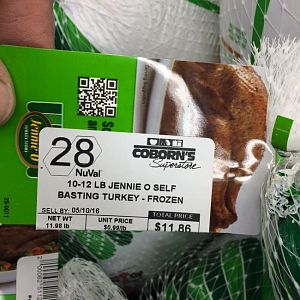 Jennie-O
28
NuVal
COBORN'S
Superstore
10-12 LB JENNIE O SELF
BASTING TURKEY - FROZEN
SELL BY: 05/10/16
NET WT
UNIT PRICE
TOTAL PRICE
11.98 lb
$0.99/lb
$11.86